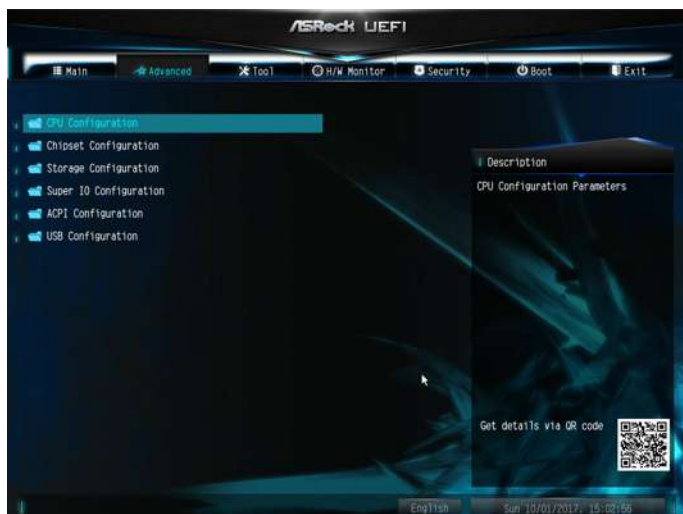 ASRock UEFI
Main Advanced Tool H/W Monitor Security Boot Exit
CPU Configuration
Chipset Configuration
Storage Configuration
Super IO Configuration
ACPI Configuration
USB Configuration
Description
CPU Configuration Parameters
Get details via QR code
English
Sun 10/01/2017, 15:02:56